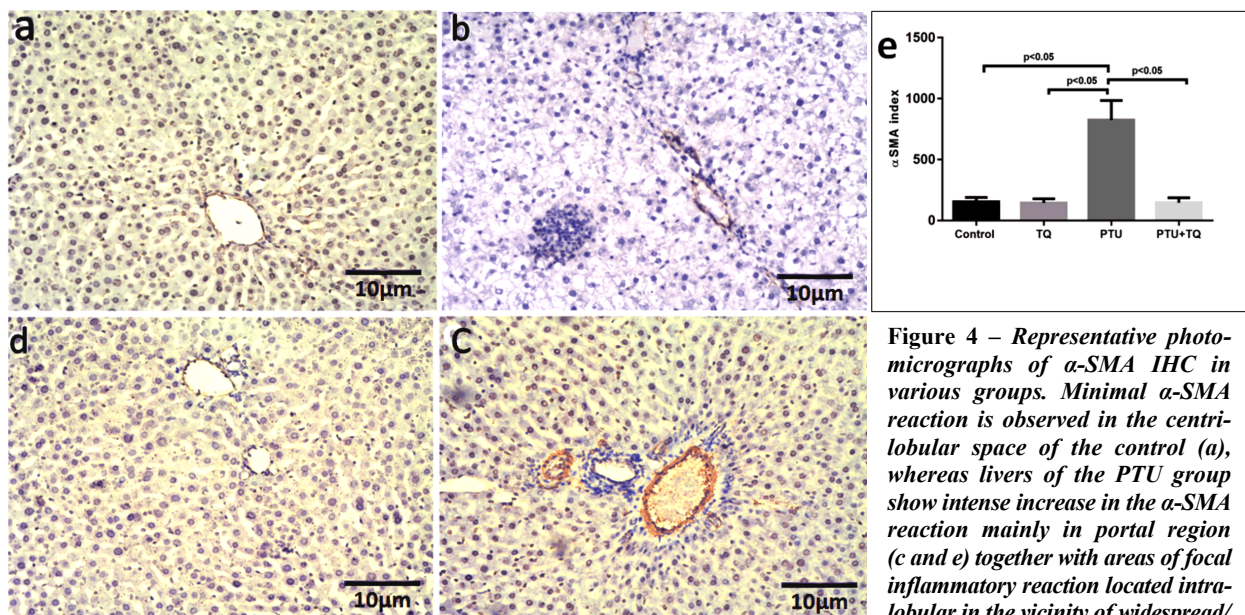 a
10µm
b
10µm
e
1500
1000
500
0
α SMA index
p<0.05
p<0.05
p<0.05
Control
TQ
PTU
PTU+TQ
d
10µm
C
10µm
Figure 4 – Representative photo-
micrographs of α-SMA IHC in
various groups. Minimal α-SMA
reaction is observed in the centri-
lobular space of the control (a),
whereas livers of the PTU group
show intense increase in the α-SMA
reaction mainly in portal region
(c and e) together with areas of focal
inflammatory reaction located intra-
lobular in the vicinity of widespread/